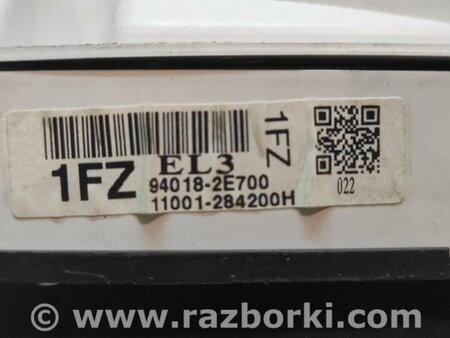 1FZ
EL3
94018-2E700
11001-284200H
1FZ
022
© - www.razborki.com